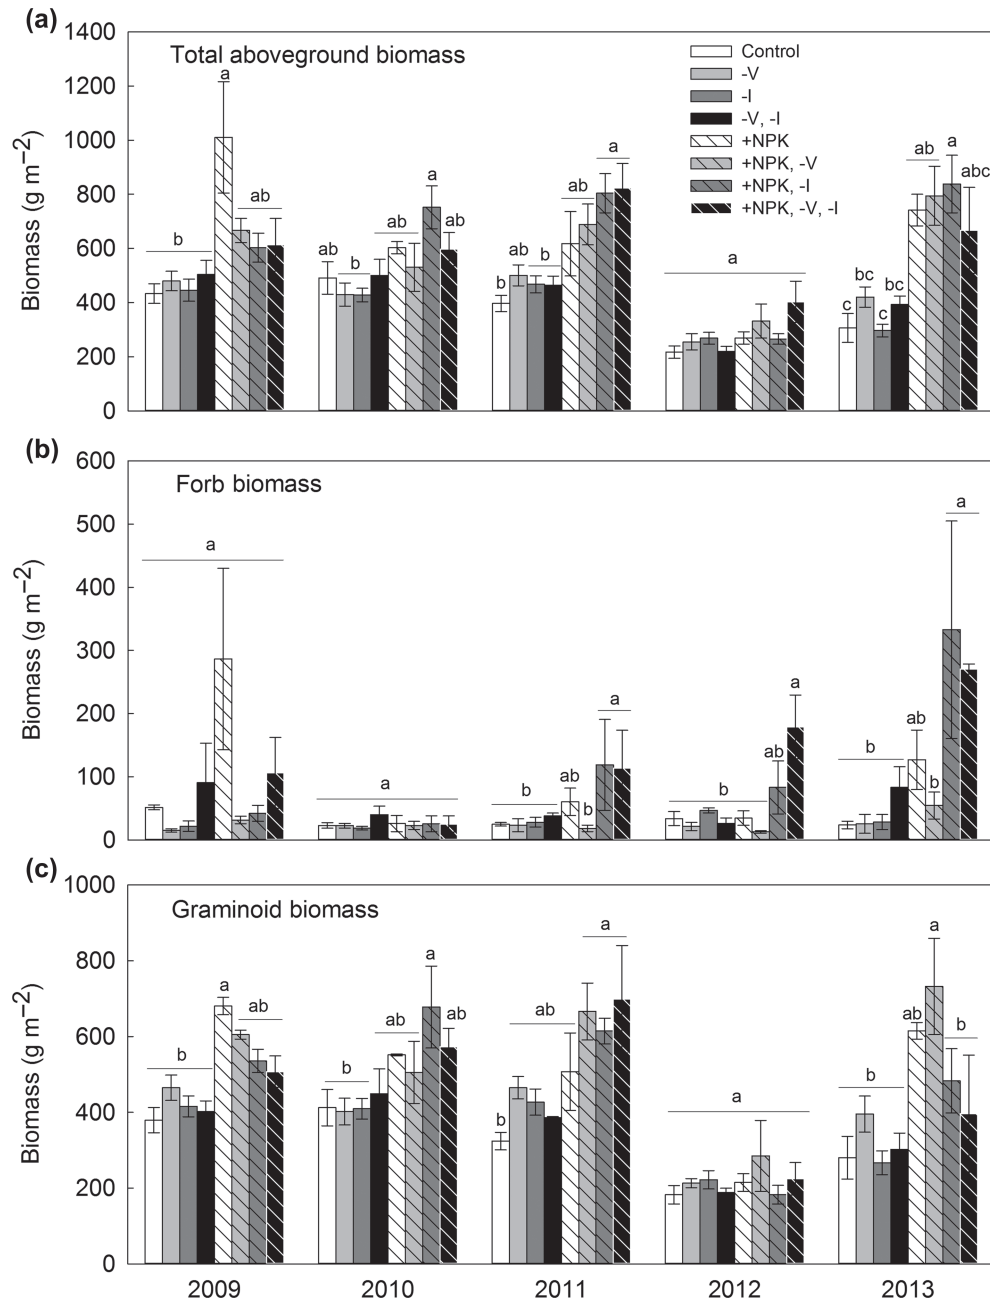 (a)
1400
1200
1000
800
600
400
200
0
Biomass (g m−2)
Total aboveground biomass
Control
-V
-I
-V, -I
+NPK
+NPK, -V
+NPK, -I
+NPK, -V, -I
b
a
ab
ab
b
ab
a
ab
b
b
ab
a
a
c
bc
c
bc
ab
a
abc
(b)
600
500
400
300
200
100
0
Biomass (g m−2)
Forb biomass
a
a
b
ab
b
a
b
ab
a
b
ab
b
a
(c)
1000
800
600
400
200
0
Biomass (g m−2)
Graminoid biomass
b
a
ab
b
ab
a
ab
b
ab
a
a
b
ab
a
b
2009
2010
2011
2012
2013